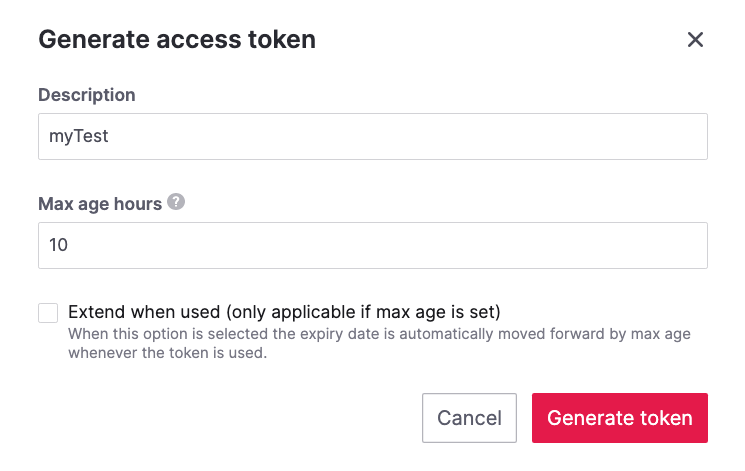 Generate access token
Description
myTest
Max age hours ?
10
Extend when used (only applicable if max age is set)
When this option is selected the expiry date is automatically moved forward by max age
whenever the token is used.
Cancel
Generate token